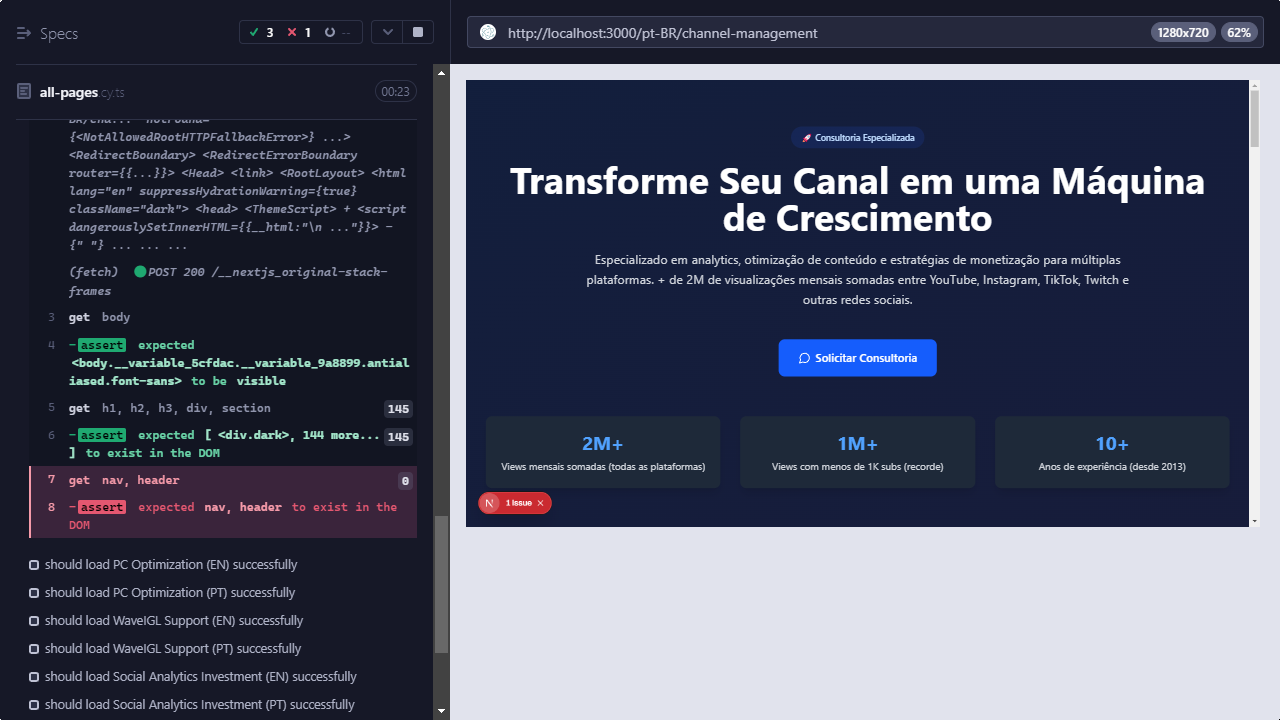 Specs
3
1
--
all-pages.cy.ts
00:23
{<NotAllowedRootHTTPFallbackError>} ...>
<RedirectBoundary> <RedirectErrorBoundary
router={{...}}> <Head> <link> <RootLayout> <html
lang="en" suppressHydrationWarning={true}
className="dark"> <head> <ThemeScript> + <script
dangerouslySetInnerHTML={{__html:"\n ..."}}> -
{" "} ... ... ...
(fetch) POST 200 /__nextjs_original-stack-
frames
3 get body
4 -assert expected
<body.__variable_5cfdac.__variable_9a8899.antial
iased.font-sans> to be visible
5 get h1, h2, h3, div, section 145
6 -assert expected [ <div.dark>, 144 more... 145
] to exist in the DOM
7 get nav, header 0
8 -assert expected nav, header to exist in the
DOM
should load PC Optimization (EN) successfully
should load PC Optimization (PT) successfully
should load WaveIGL Support (EN) successfully
should load WaveIGL Support (PT) successfully
should load Social Analytics Investment (EN) successfully
should load Social Analytics Investment (PT) successfully
http://localhost:3000/pt-BR/channel-management
1280x720
62%
🚀 Consultoria Especializada
Transforme Seu Canal em uma Máquina
de Crescimento
Especializado em analytics, otimização de conteúdo e estratégias de monetização para múltiplas
plataformas. + de 2M de visualizações mensais somadas entre YouTube, Instagram, TikTok, Twitch e
outras redes sociais.
Solicitar Consultoria
2M+
Views mensais somadas (todas as plataformas)
1M+
Views com menos de 1K subs (recorde)
10+
Anos de experiência (desde 2013)
N 1 Issue ×